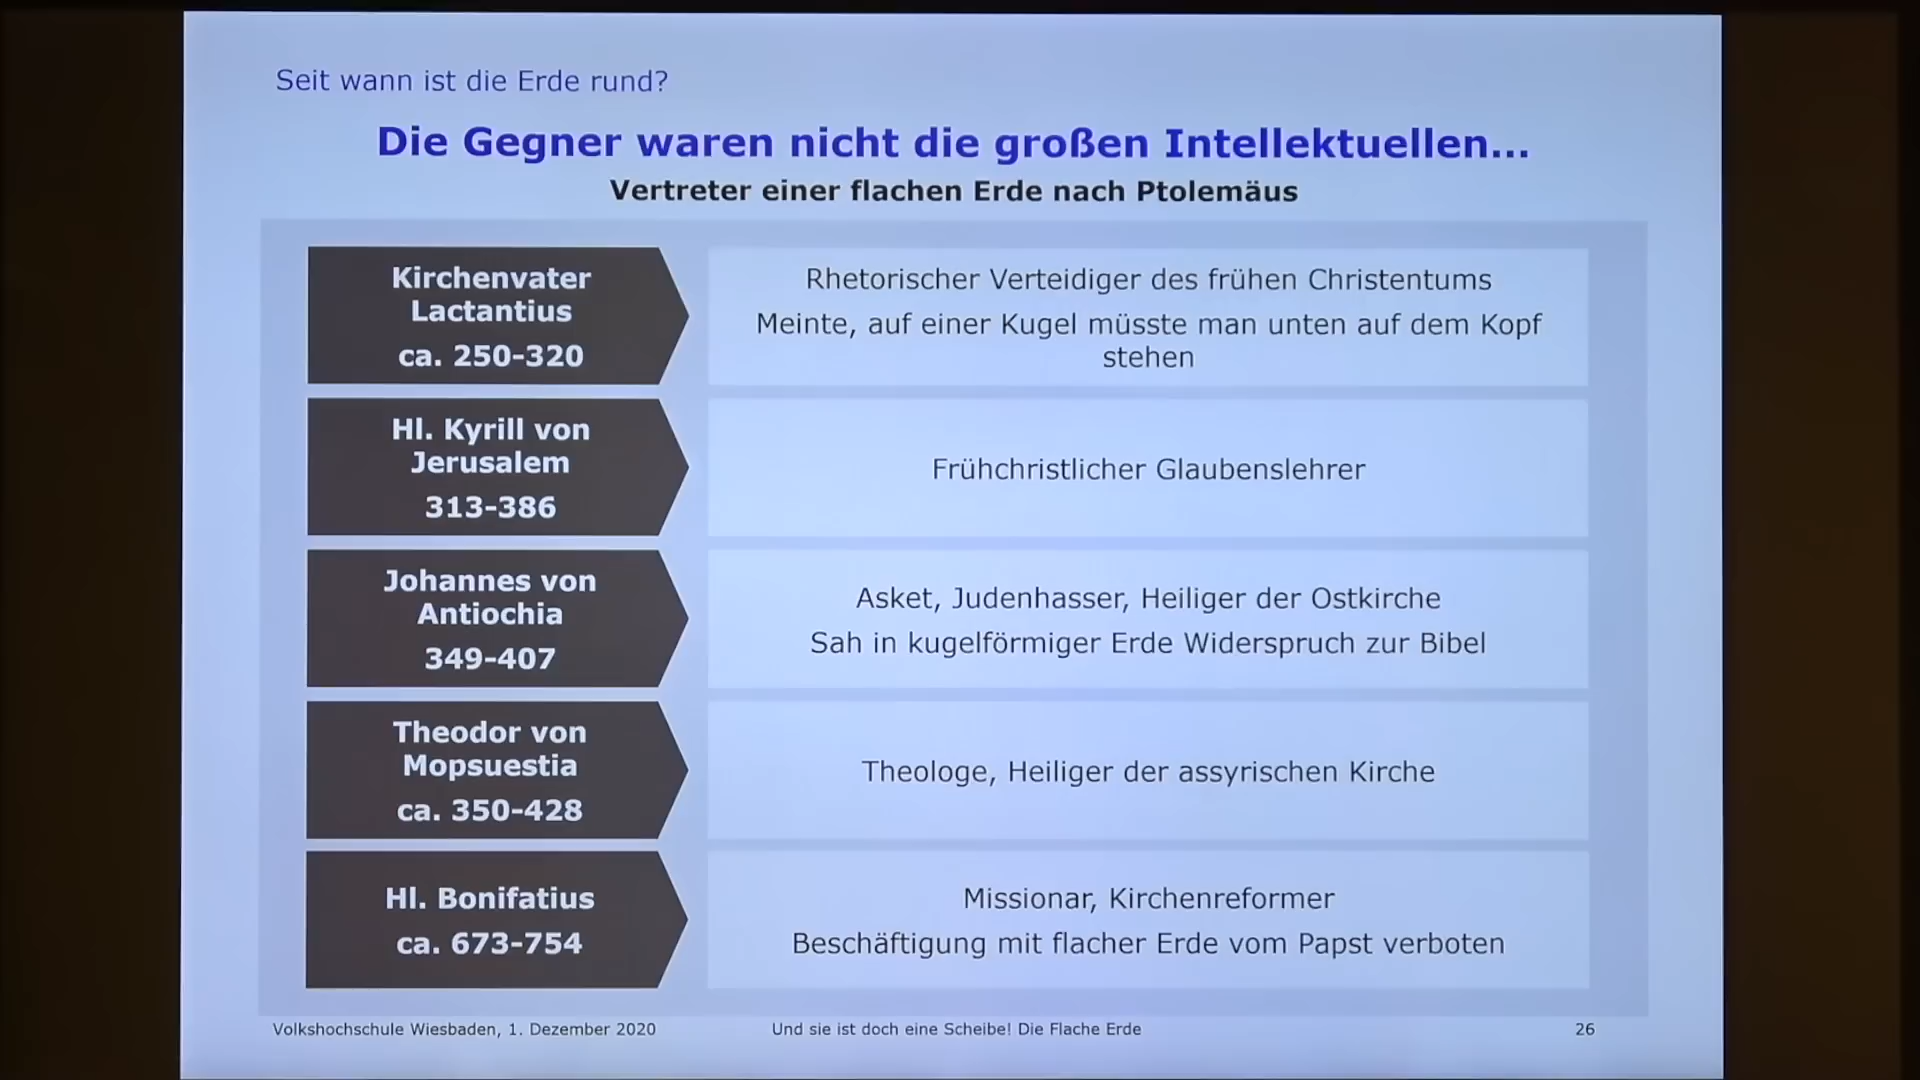 Seit wann ist die Erde rund?
Die Gegner waren nicht die großen Intellektuellen...
Vertreter einer flachen Erde nach Ptolemäus
Kirchenvater
Lactantius
ca. 250-320
Rhetorischer Verteidiger des frühen Christentums
Meinte, auf einer Kugel müsste man unten auf dem Kopf
stehen
Hl. Kyrill von
Jerusalem
313-386
Frühchristlicher Glaubenslehrer
Johannes von
Antiochia
349-407
Asket, Judenhasser, Heiliger der Ostkirche
Sah in kugelförmiger Erde Widerspruch zur Bibel
Theodor von
Mopsuestia
ca. 350-428
Theologe, Heiliger der assyrischen Kirche
Hl. Bonifatius
ca. 673-754
Missionar, Kirchenreformer
Beschäftigung mit flacher Erde vom Papst verboten
Volkshochschule Wiesbaden, 1. Dezember 2020
Und sie ist doch eine Scheibe! Die Flache Erde
26